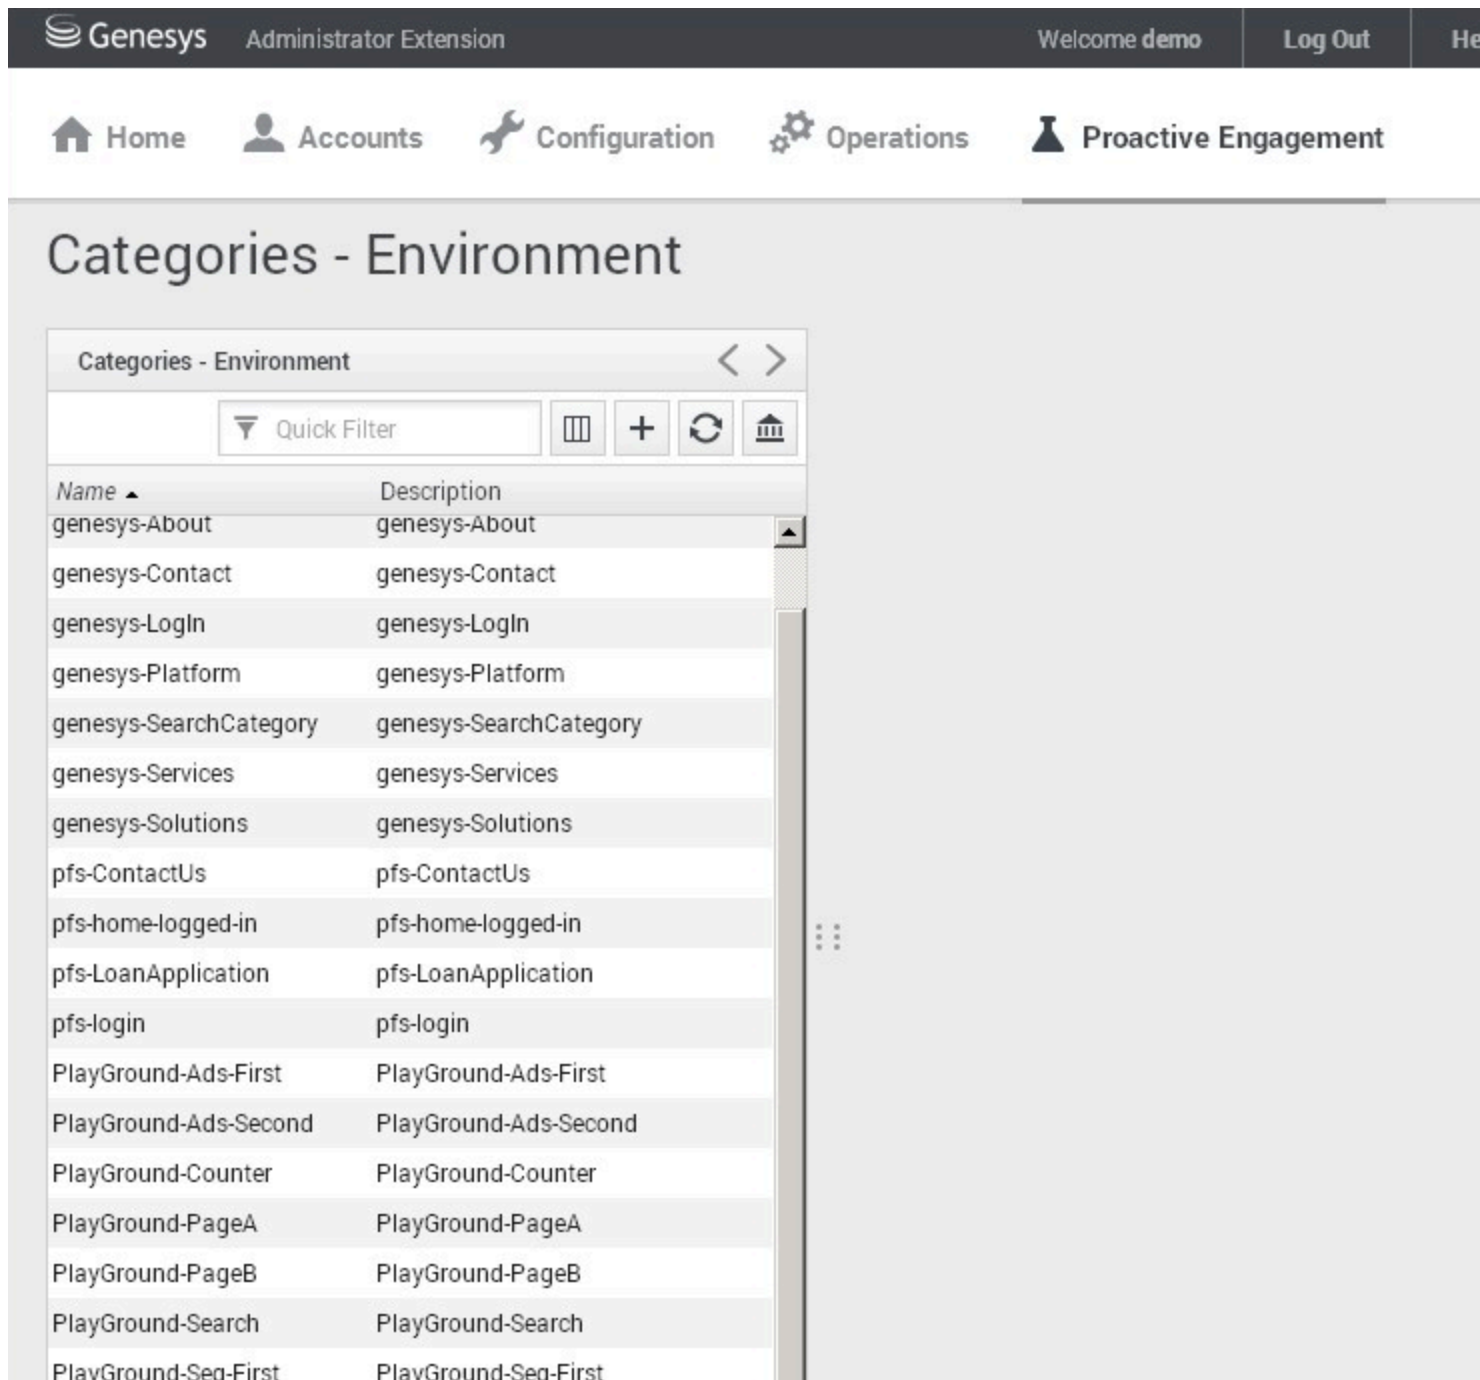 Genesys Administrator Extension Welcome demo Log Out He
Home Accounts Configuration Operations Proactive Engagement
Categories - Environment
Categories - Environment
Quick Filter
Name Description
genesys-About genesys-About
genesys-Contact genesys-Contact
genesys-LogIn genesys-LogIn
genesys-Platform genesys-Platform
genesys-SearchCategory genesys-SearchCategory
genesys-Services genesys-Services
genesys-Solutions genesys-Solutions
pfs-ContactUs pfs-ContactUs
pfs-home-logged-in pfs-home-logged-in
pfs-LoanApplication pfs-LoanApplication
pfs-login pfs-login
PlayGround-Ads-First PlayGround-Ads-First
PlayGround-Ads-Second PlayGround-Ads-Second
PlayGround-Counter PlayGround-Counter
PlayGround-PageA PlayGround-PageA
PlayGround-PageB PlayGround-PageB
PlayGround-Search PlayGround-Search
PlayGround-Seq-First PlayGround-Seq-First